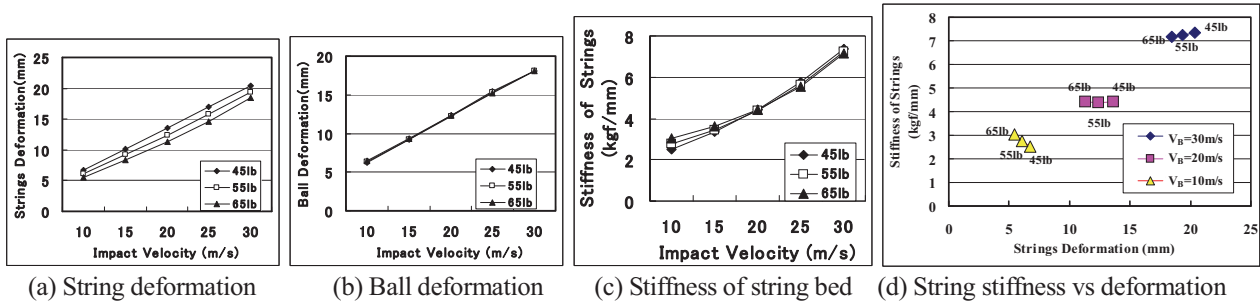 Strings Deformation(mm)
25
20
15
10
5
0
45lb
55lb
65lb
10 15 20 25 30
Impact Velocity (m/s)
(a) String deformation
Ball Deformation(mm)
20
15
10
5
0
45lb
55lb
65lb
10 15 20 25 30
Impact Velocity (m/s)
(b) Ball deformation
Stiffness of Strings
(kgf/mm)
8
6
4
2
0
45lb
55lb
65lb
10 15 20 25 30
Impact Velocity (m/s)
(c) Stiffness of string bed
Stiffness of Strings
(kgf/mm)
8
7
6
5
4
3
2
1
0
65lb
55lb
45lb
65lb
45lb
55lb
65lb
55lb
45lb
VB=30m/s
VB=20m/s
VB=10m/s
0 5 10 15 20 25
Strings Deformation (mm)
(d) String stiffness vs deformation